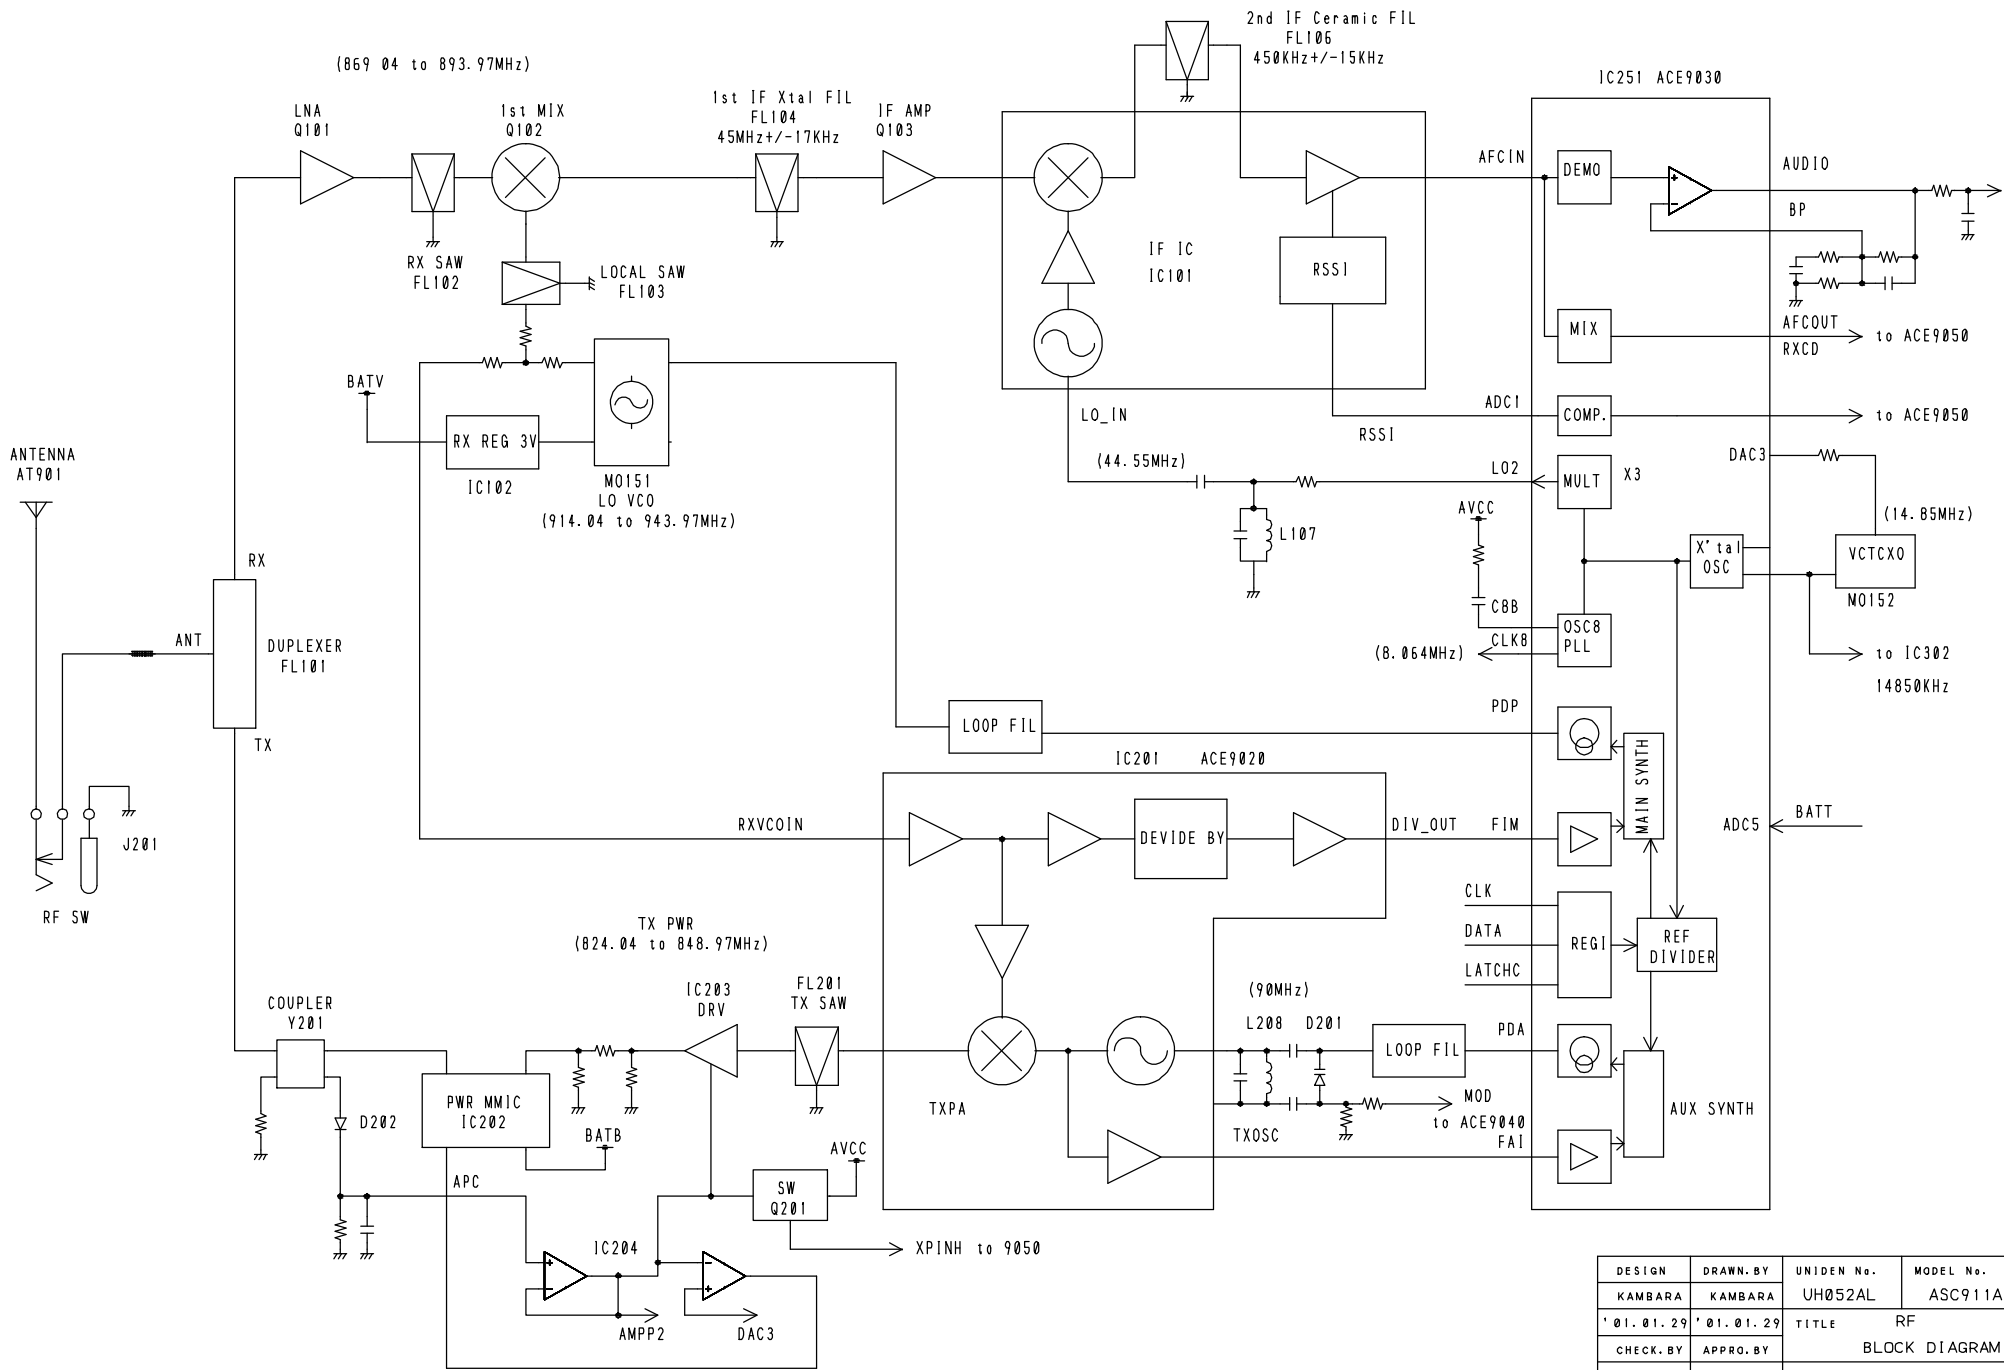 2nd IF Ceramic FIL
FL106
450KHz+/-15KHz
(869 04 to 893.97MHz)
IC251 ACE9030
LNA
Q101
1st MIX
Q102
1st IF Xtal FIL
FL104
45MHz+/-17KHz
IF AMP
Q103
AFCIN
DEMO
AUDIO
BP
RX SAW
FL102
LOCAL SAW
FL103
IF IC
IC101
RSSI
MIX
AFCOUT
RXCD
to ACE9050
BATV
RX REG 3V
IC102
MO151
LO VCO
(914.04 to 943.97MHz)
LO_IN
RSSI
ADC1
COMP.
to ACE9050
ANTENNA
AT901
(44.55MHz)
LO2
MULT
X3
DAC3
(14.85MHz)
L107
AVCC
X'tal
OSC
VCTCXO
MO152
RX
ANT
DUPLEXER
FL101
TX
C8B
CLK8
(8.064MHz)
OSC8
PLL
to IC302
14850KHz
LOOP FIL
PDP
MAIN SYNTH
IC201 ACE9020
RXVCOIN
DEVIDE BY
DIV_OUT
FIM
ADC5
BATT
J201
RF SW
CLK
DATA
LATCHC
REGI
REF
DIVIDER
TX PWR
(824.04 to 848.97MHz)
COUPLER
Y201
IC203
DRV
FL201
TX SAW
(90MHz)
L208 D201
LOOP FIL
PDA
PWR MMIC
IC202
D202
BATB
TXPA
TXOSC
MOD
to ACE9040
FAI
AUX SYNTH
APC
AVCC
SW
Q201
IC204
XPINH to 9050
AMPP2
DAC3
DESIGN DRAWN.BY UNIDEN No. MODEL No.
KAMBARA KAMBARA UH052AL ASC911A
'01.01.29 '01.01.29 TITLE RF
CHECK.BY APPRO.BY BLOCK DIAGRAM